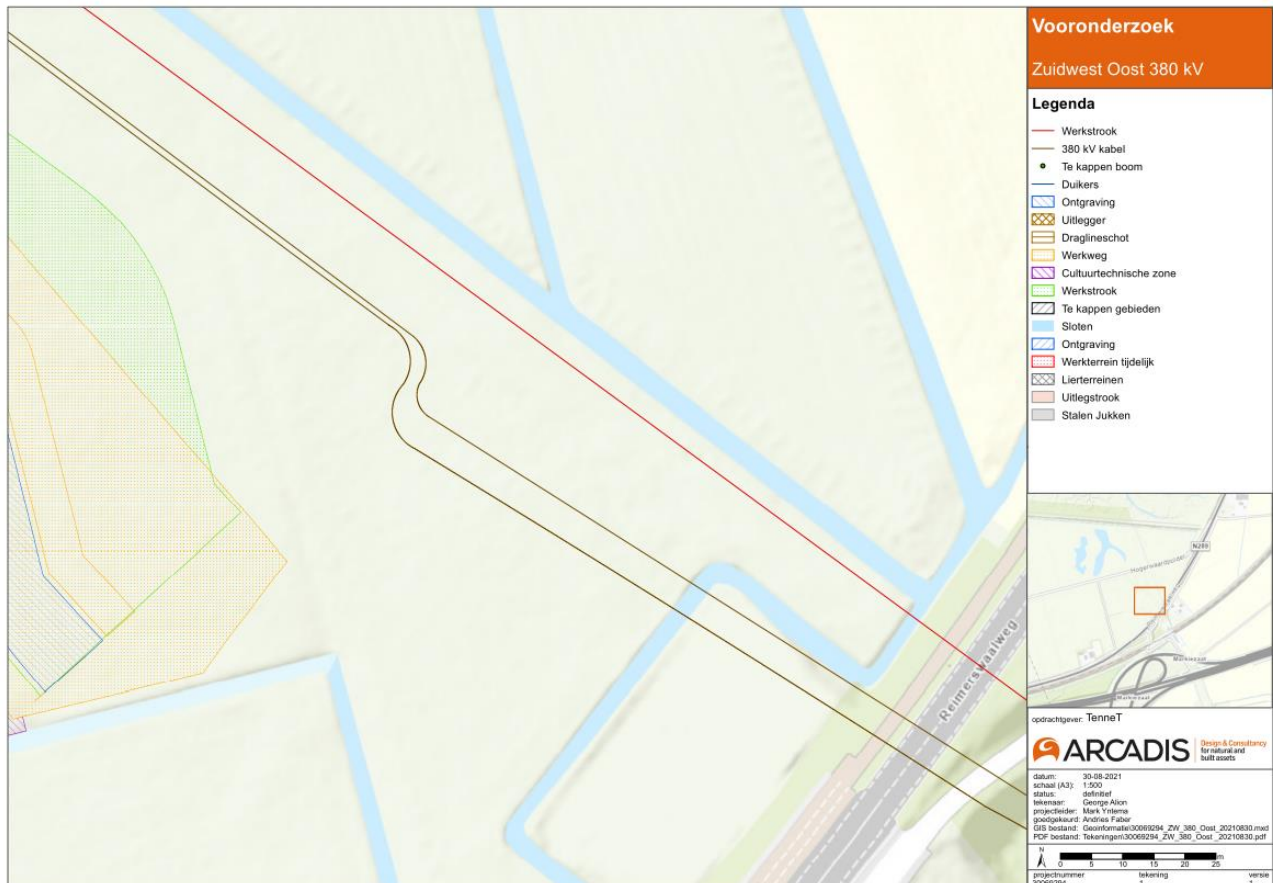 Vooronderzoek
Zuidwest Oost 380 kV
Legenda
Werkstrook
380 kV kabel
Te kappen boom
Duikers
Ontgraving
Uitlegger
Draglineschot
Werkweg
Cultuurtechnische zone
Werkstrook
Te kappen gebieden
Sloten
Ontgraving
Werkterrein tijdelijk
Lierterreinen
Uitlegstrook
Stalen Jukken
Reimerswaalweg
N289
Hogerwaardpolder
Markiezaat
Markiezaat
opdrachtgever: TenneT
ARCADIS
Design & Consultancy
for natural and
built assets
datum: 30-08-2021
schaal (A3): 1:500
status: definitief
tekenaar: George Alion
projectleider: Mark Yntema
goedgekeurd: Andries Faber
GIS bestand: Geoinformatie\30069294_ZW_380_Oost_20210830.mxd
PDF bestand: Tekeningen\30069294_ZW_380_Oost_20210830.pdf
N
m
0 5 10 15 20 25
projectnummer tekening versie
30069294